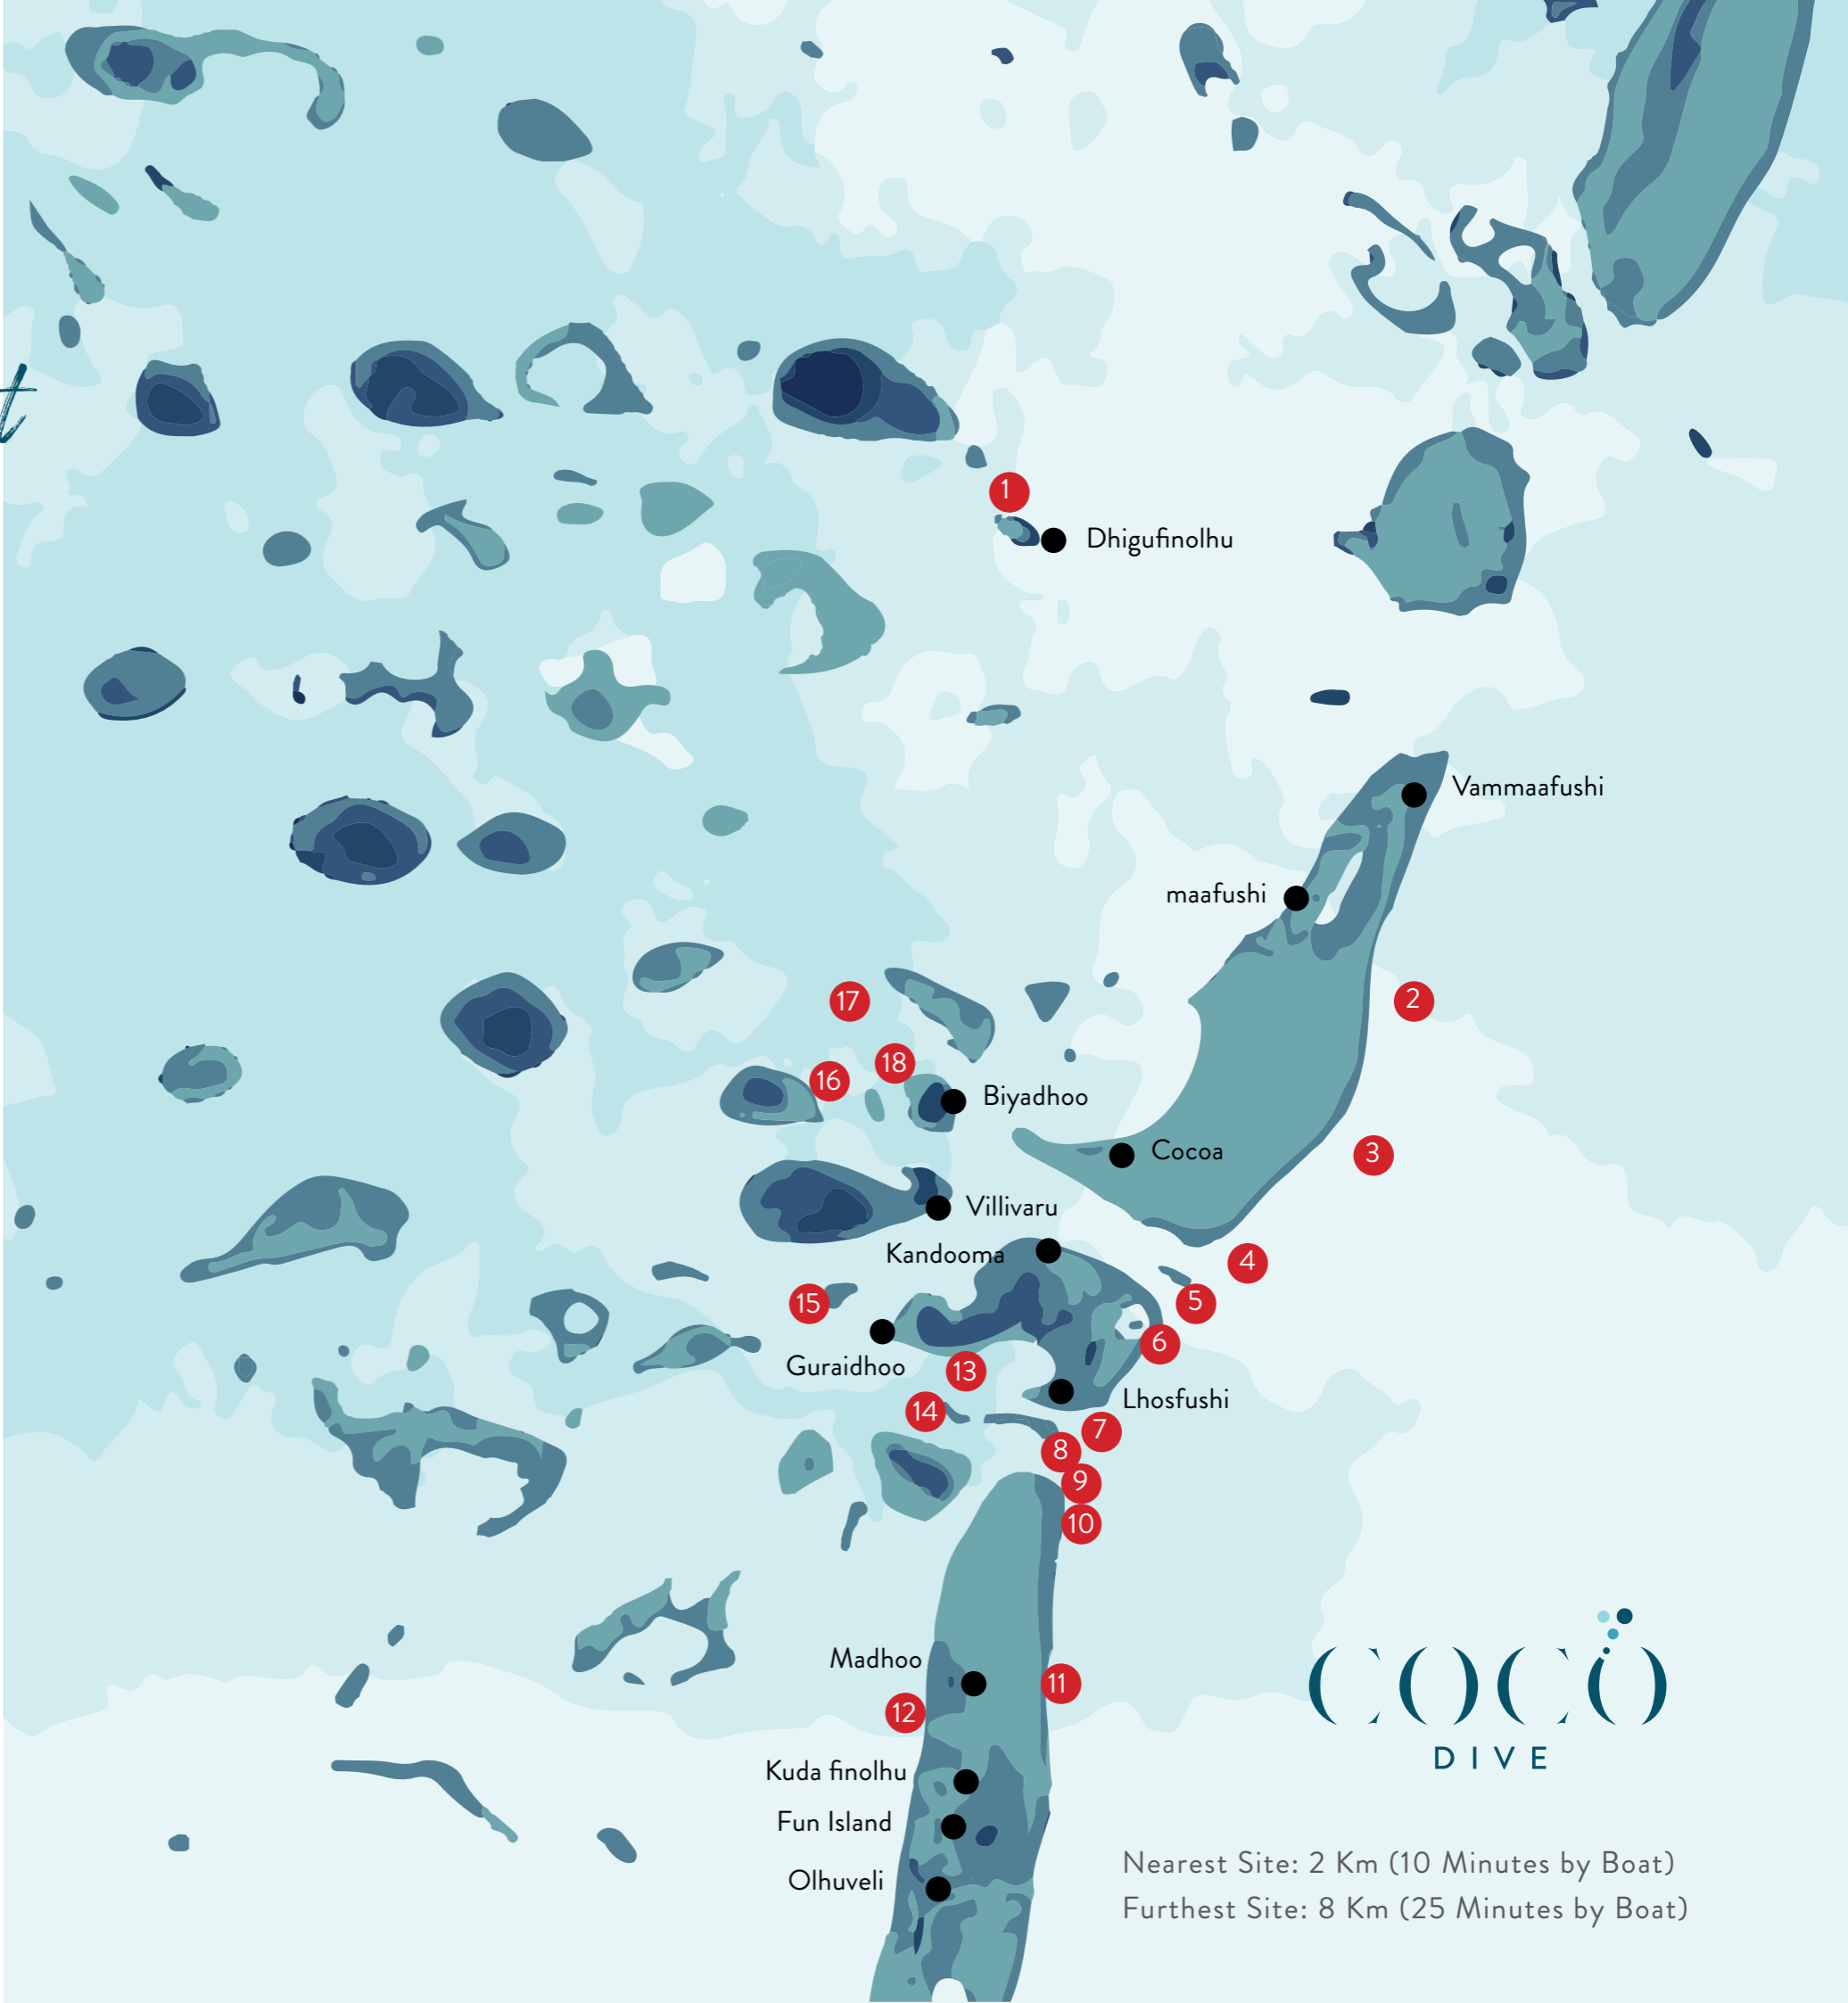 t
1
Dhigufinolhu
Vammaafushi
maafushi
17
2
18
16
Biyadhoo
Cocoa
3
Villivaru
Kandooma
4
15
5
6
Guraidhoo
13
Lhosfushi
14
7
8
9
10
Madhoo
11
12
COCO
DIVE
Kuda finolhu
Fun Island
Olhuveli
Nearest Site: 2 Km (10 Minutes by Boat)
Furthest Site: 8 Km (25 Minutes by Boat)